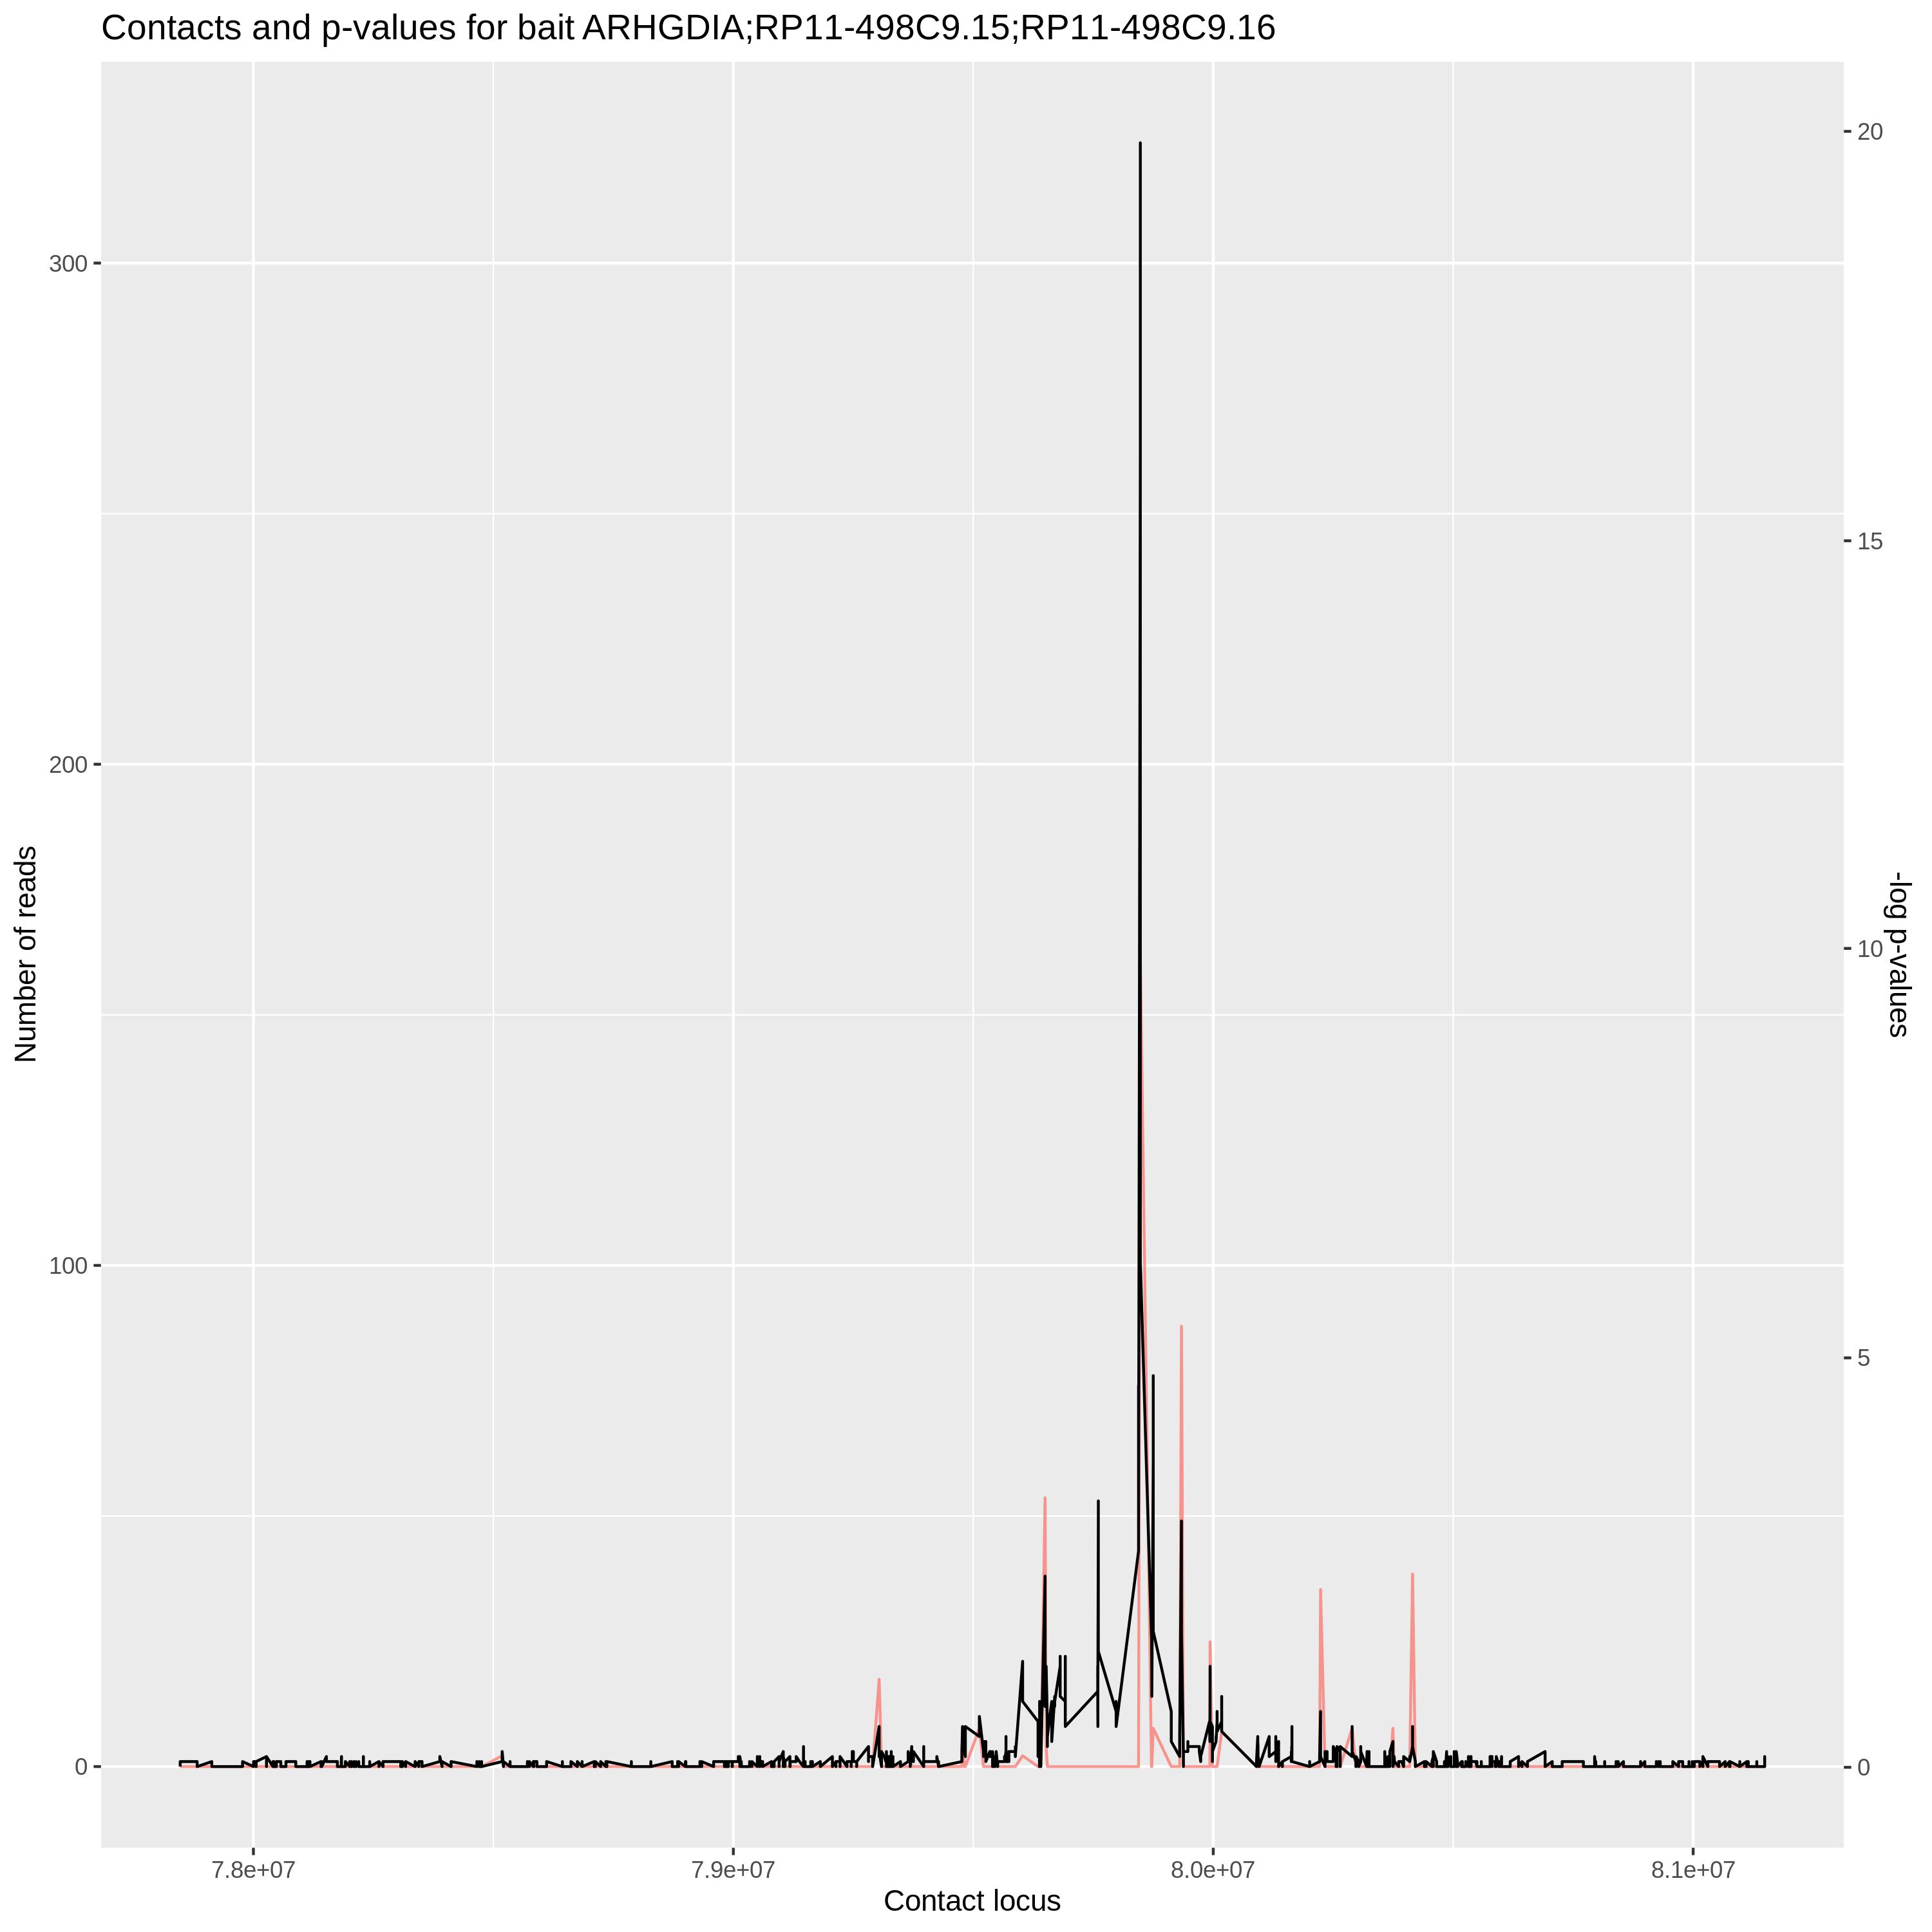 Contacts and p-values for bait ARHGDIA;RP11-498C9.15;RP11-498C9.16
300
200
100
0
Number of reads
20
15
10
5
0
-log p-values
7.8e+07 7.9e+07 8.0e+07 8.1e+07
Contact locus